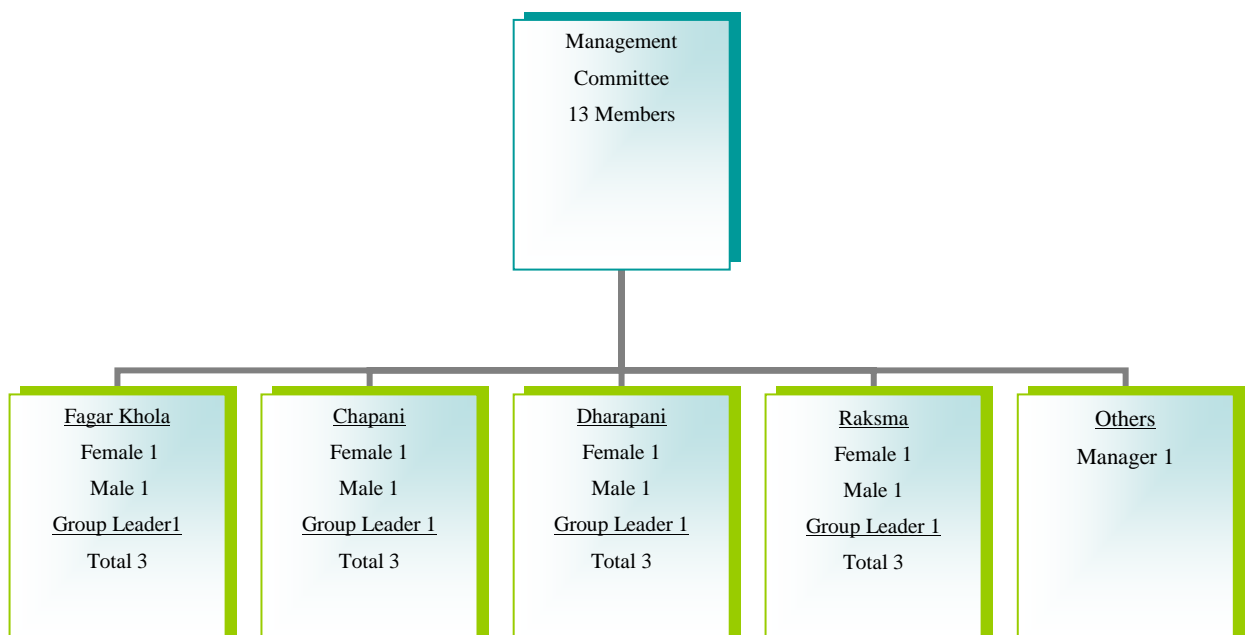 Management
Committee
13 Members
Fagar Khola
Female 1
Male 1
Group Leader1
Total 3
Chapani
Female 1
Male 1
Group Leader 1
Total 3
Dharapani
Female 1
Male 1
Group Leader 1
Total 3
Raksma
Female 1
Male 1
Group Leader 1
Total 3
Others
Manager 1